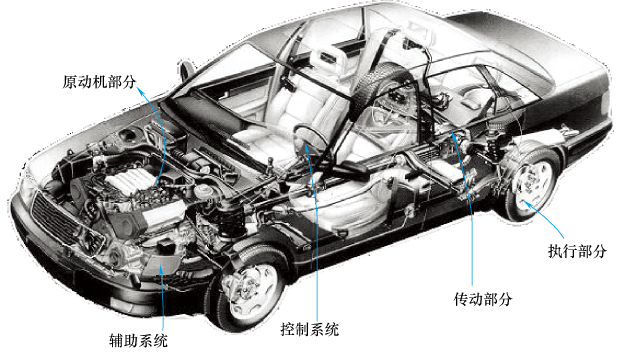 原动机部分
执行部分
传动部分
控制系统
辅助系统